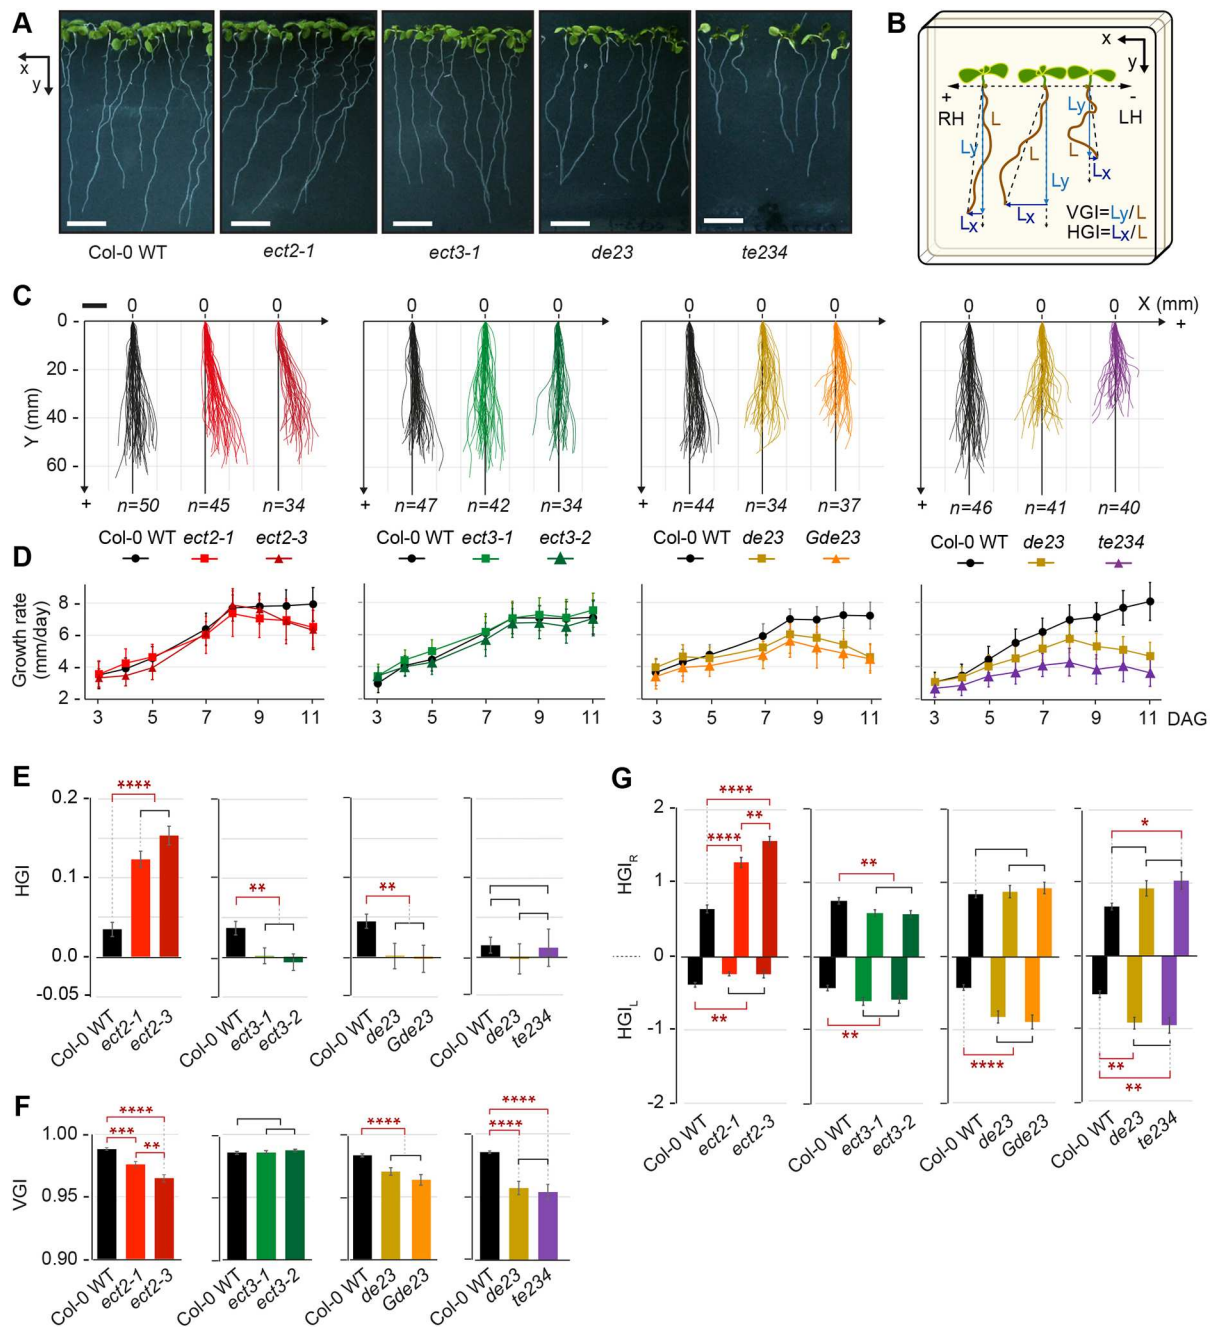 A
x
y
Col-0 WT ect2-1 ect3-1 de23 te234
B
x
y
+ -
RH LH
L Ly L Ly L Ly
Lx Lx Lx
VGI=Ly/L
HGI=Lx/L
C
0 0 0 0 0 0 0 0 0 0 0 0 X (mm)
+
Y (mm)
0
20
40
60
+ n=50 n=45 n=34
+ n=47 n=42 n=34
+ n=44 n=34 n=37
+ n=46 n=41 n=40
D
Col-0 WT ect2-1 ect2-3
Col-0 WT ect3-1 ect3-2
Col-0 WT de23 Gde23
Col-0 WT de23 te234
Growth rate
(mm/day)
8
6
4
2
3 5 7 9 11
3 5 7 9 11
3 5 7 9 11
3 5 7 9 11 DAG
E
HGI
0.2
0.1
0.0
-0.05
****
**
**
Col-0 WT ect2-1 ect2-3
Col-0 WT ect3-1 ect3-2
Col-0 WT de23 Gde23
Col-0 WT de23 te234
F
VGI
1.00
0.95
0.90
****
*** **
****
****
****
Col-0 WT ect2-1 ect2-3
Col-0 WT ect3-1 ect3-2
Col-0 WT de23 Gde23
Col-0 WT de23 te234
G
HGIR
HGIL
2
1
0
-1
-2
****
**
****
**
**
**
****
*
**
**
Col-0 WT ect2-1 ect2-3
Col-0 WT ect3-1 ect3-2
Col-0 WT de23 Gde23
Col-0 WT de23 te234